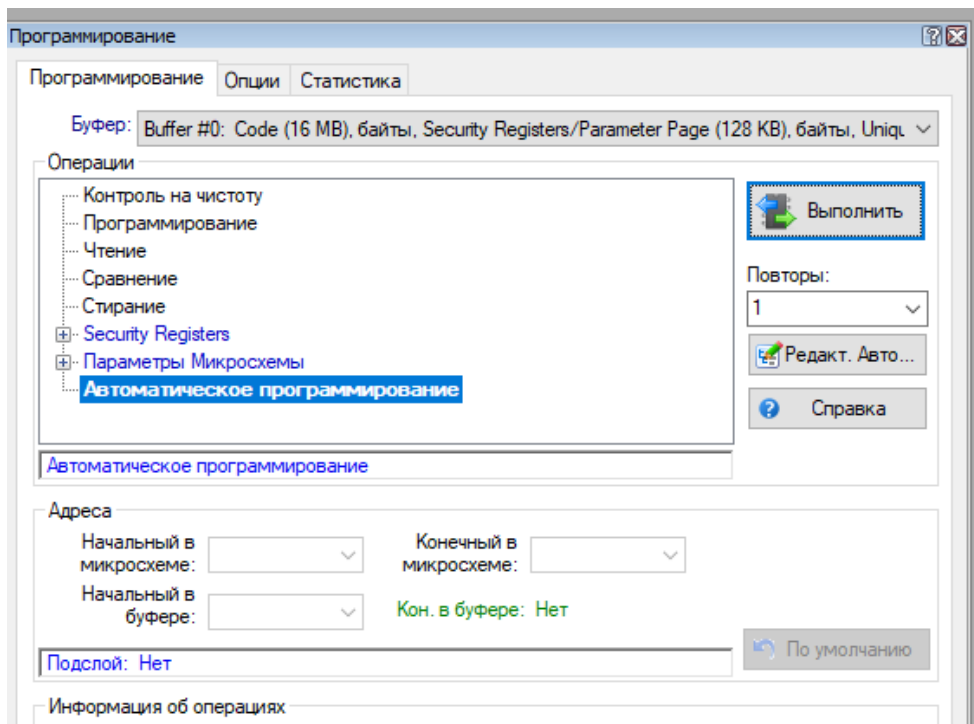 Программирование
Программирование Опции Статистика
Буфер: Buffer #0: Code (16 MB), байты, Security Registers/Parameter Page (128 KB), байты, Uniqu
Операции
Контроль на чистоту
Программирование
Чтение
Сравнение
Стирание
Security Registers
Параметры Микросхемы
Автоматическое программирование
Выполнить
Повторы:
1
Редакт. Авто...
Справка
Автоматическое программирование
Адреса
Начальный в
микросхеме:
Конечный в
микросхеме:
Начальный в
буфере:
Кон. в буфере: Нет
По умолчанию
Подслой: Нет
Информация об операциях